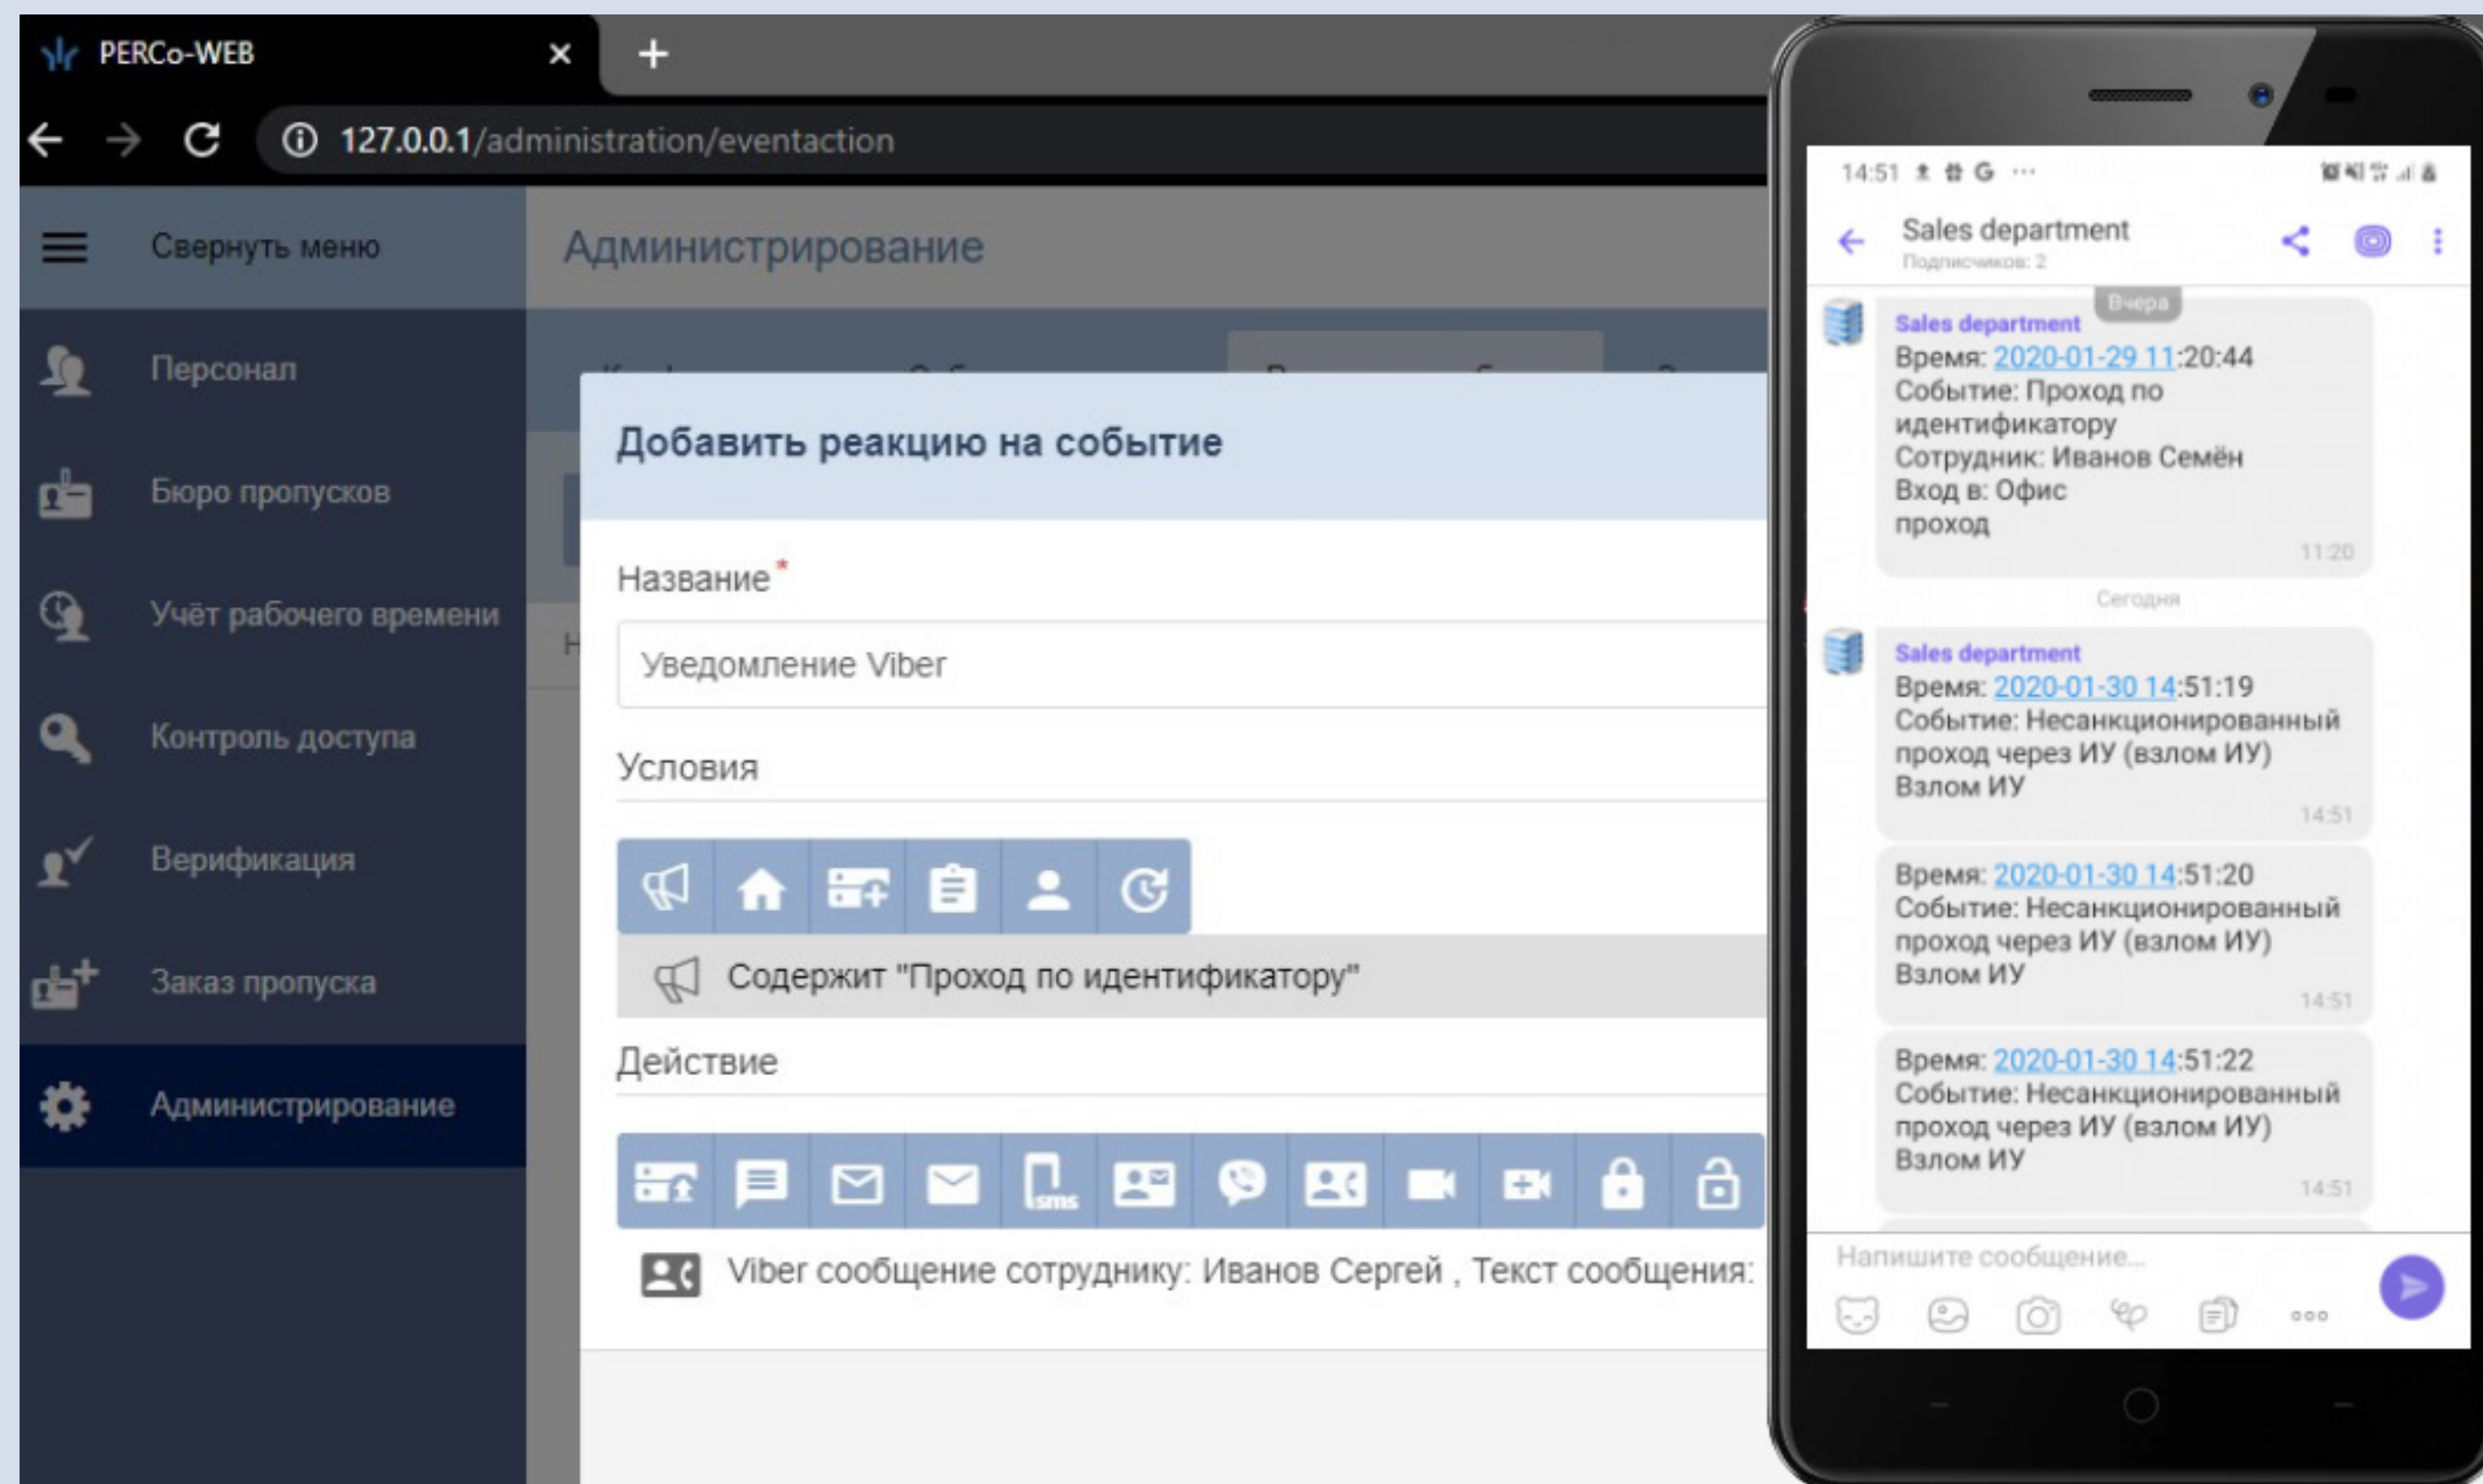 PERCo-WEB
127.0.0.1/administration/eventaction
Свернуть меню
Персонал
Бюро пропусков
Учёт рабочего времени
Контроль доступа
Верификация
Заказ пропуска
Администрирование
Администрирование
Добавить реакцию на событие
Название*
Уведомление Viber
Условия
Содержит "Проход по идентификатору"
Действие
sms
Viber сообщение сотруднику: Иванов Сергей , Текст сообщения:
14:51 G ...
Sales department
Подписчиков: 2
Вчера
Sales department
Время: 2020-01-29 11:20:44
Событие: Проход по
идентификатору
Сотрудник: Иванов Семён
Вход в: Офис
проход
11:20
Сегодня
Sales department
Время: 2020-01-30 14:51:19
Событие: Несанкционированный
проход через ИУ (взлом ИУ)
Взлом ИУ
14:51
Время: 2020-01-30 14:51:20
Событие: Несанкционированный
проход через ИУ (взлом ИУ)
Взлом ИУ
14:51
Время: 2020-01-30 14:51:22
Событие: Несанкционированный
проход через ИУ (взлом ИУ)
Взлом ИУ
14:51
Напишите сообщение...